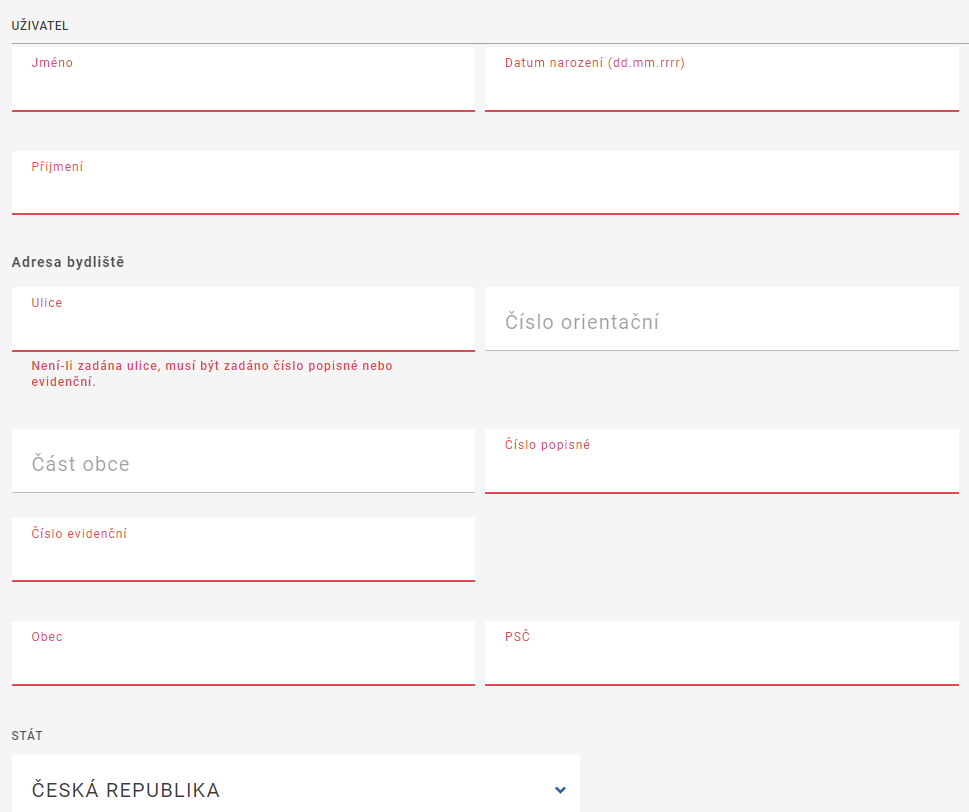 UŽIVATEL
Jméno
Datum narození (dd.mm.rrrr)
Přijmení
Adresa bydliště
Ulice
Číslo orientační
Není-li zadána ulice, musí být zadáno číslo popisné nebo
evidenční.
Část obce
Číslo popisné
Číslo evidenční
Obec
PSČ
STÁT
ČESKÁ REPUBLIKA